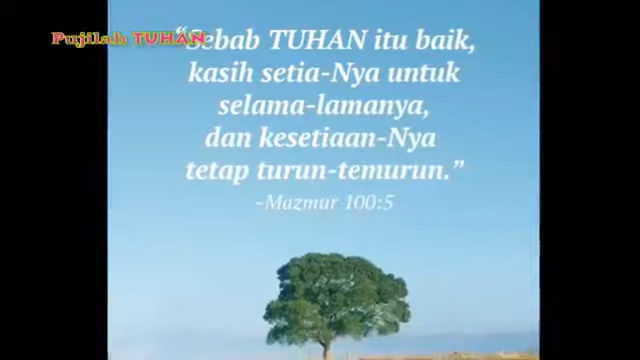 Pujilah TUHAN
“Sebab TUHAN itu baik,
kasih setia-Nya untuk
selama-lamanya,
dan kesetiaan-Nya
tetap turun-temurun.”
-Mazmur 100:5